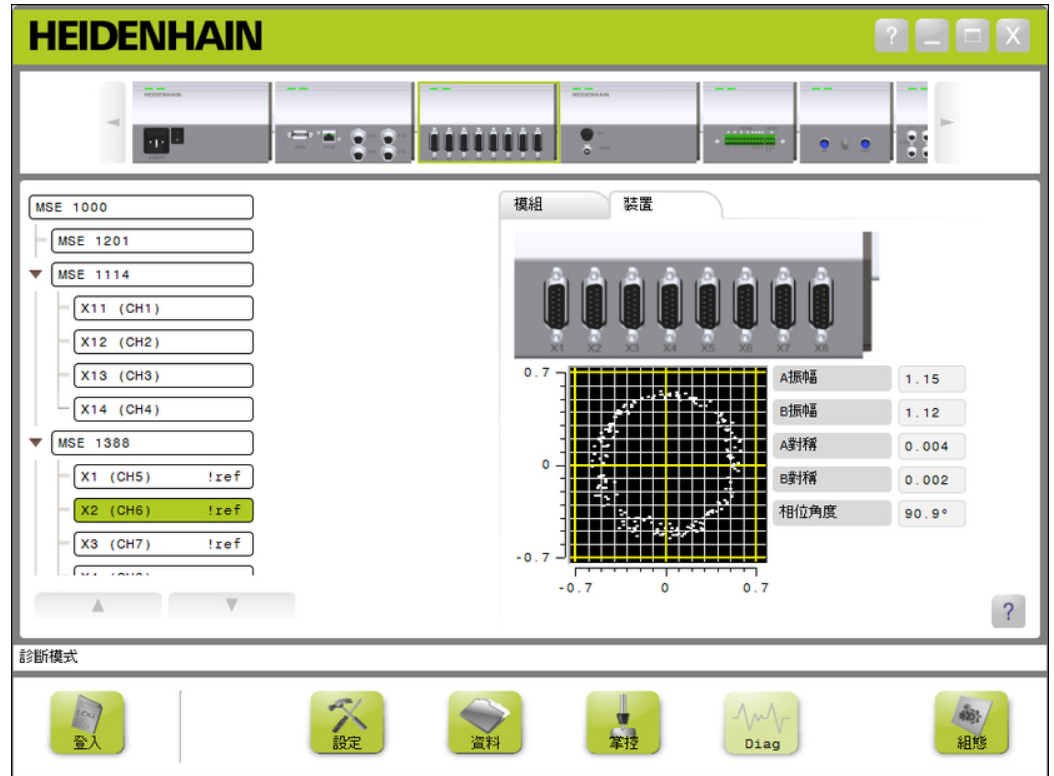 HEIDENHAIN
? _ □ X
HEIDENHAIN
HEIDENHAIN
模組 裝置
MSE 1000
MSE 1201
MSE 1114
X11 (CH1)
X12 (CH2)
X13 (CH3)
X14 (CH4)
MSE 1388
X1 (CH5) !ref
X2 (CH6) !ref
X3 (CH7) !ref
X1 X2 X3 X4 X5 X6 X7 X8
0.7
0
-0.7
-0.7 0 0.7
A振幅 1.15
B振幅 1.12
A對稱 0.004
B對稱 0.002
相位角度 90.9°
?
診斷模式
LOG
登入
設定
資料
掌控
Diag
組態